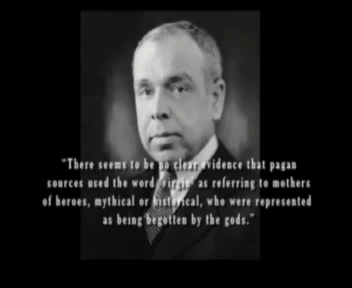 "There seems to be no clear evidence that pagan
sources used the word 'virgin' as referring to mothers
of heroes, mythical or historical, who were represented
as being begotten by the gods."